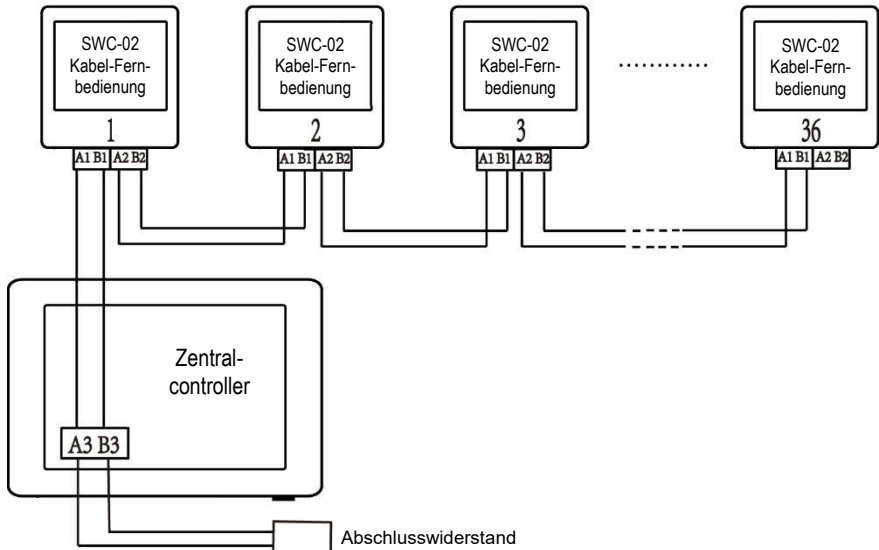 SWC-02
Kabel-Fern-
bedienung
1
A1 B1 A2 B2
SWC-02
Kabel-Fern-
bedienung
2
A1 B1 A2 B2
SWC-02
Kabel-Fern-
bedienung
3
A1 B1 A2 B2
..........
SWC-02
Kabel-Fern-
bedienung
36
A1 B1 A2 B2
Zentral-
controller
A3 B3
Abschlusswiderstand